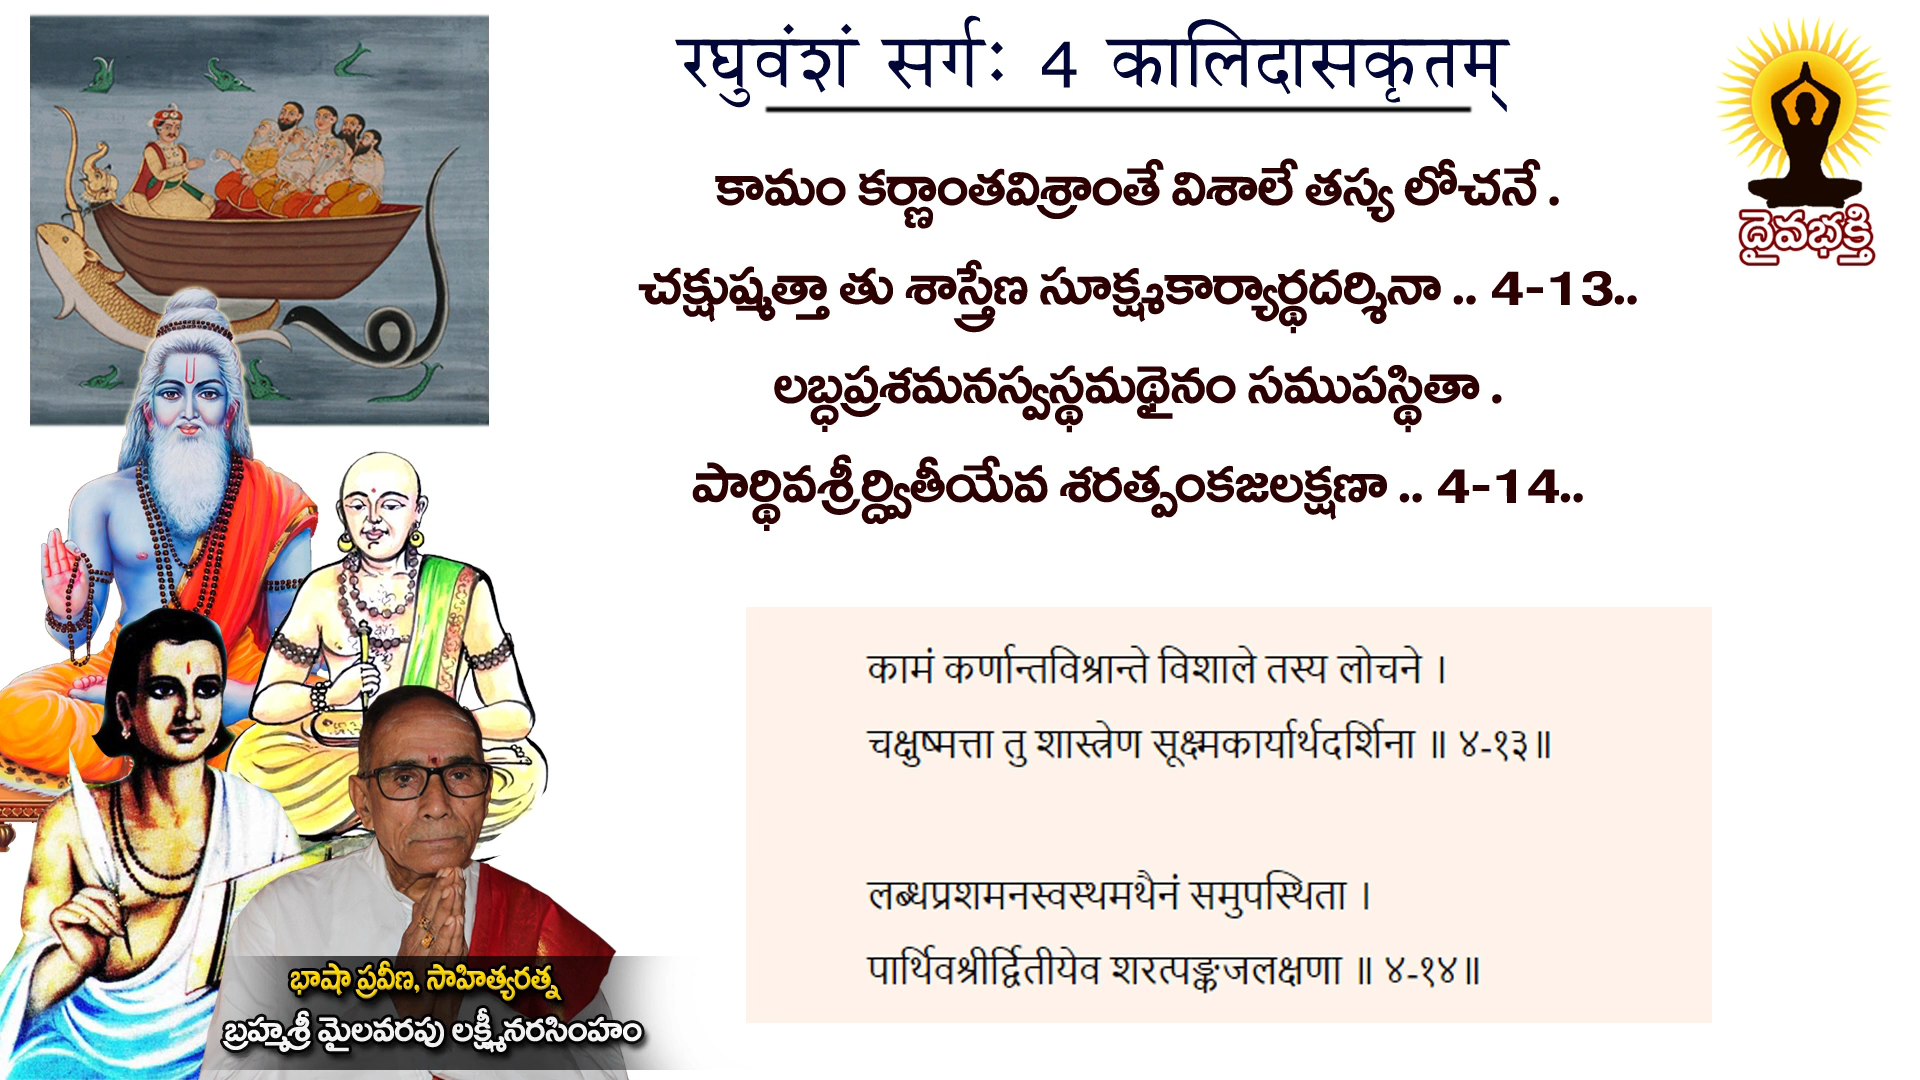 रघुवंशं सर्गः 4 कालिदासकृतम्
కామం కర్ణాంతవిశ్రాంతే విశాలే తస్య లోచనే .
చక్షుష్మత్తా తు శాస్త్రేణ సూక్ష్మకార్యార్థదర్శినా .. 4-13..
లబ్ధప్రశమనస్వస్థమథైనం సముపస్థితా .
పార్థివశ్రీర్ద్వితీయేవ శరత్పంకజలక్షణా .. 4-14..
దైవభక్తి
कामं कर्णान्तविश्रान्ते विशाले तस्य लोचने ।
चक्षुष्मत्ता तु शास्त्रेण सूक्ष्मकार्यार्थदर्शिना ॥ ४-१३॥
लब्धप्रशमनस्वस्थमथैनं समुपस्थिता ।
पार्थिवश्रीर्द्वितीयेव शरत्पङ्कजलक्षणा ॥ ४-१४॥
భాషా ప్రవీణ, సాహిత్యరత్న
బ్రహ్మశ్రీ మైలవరపు లక్ష్మీనరసింహం